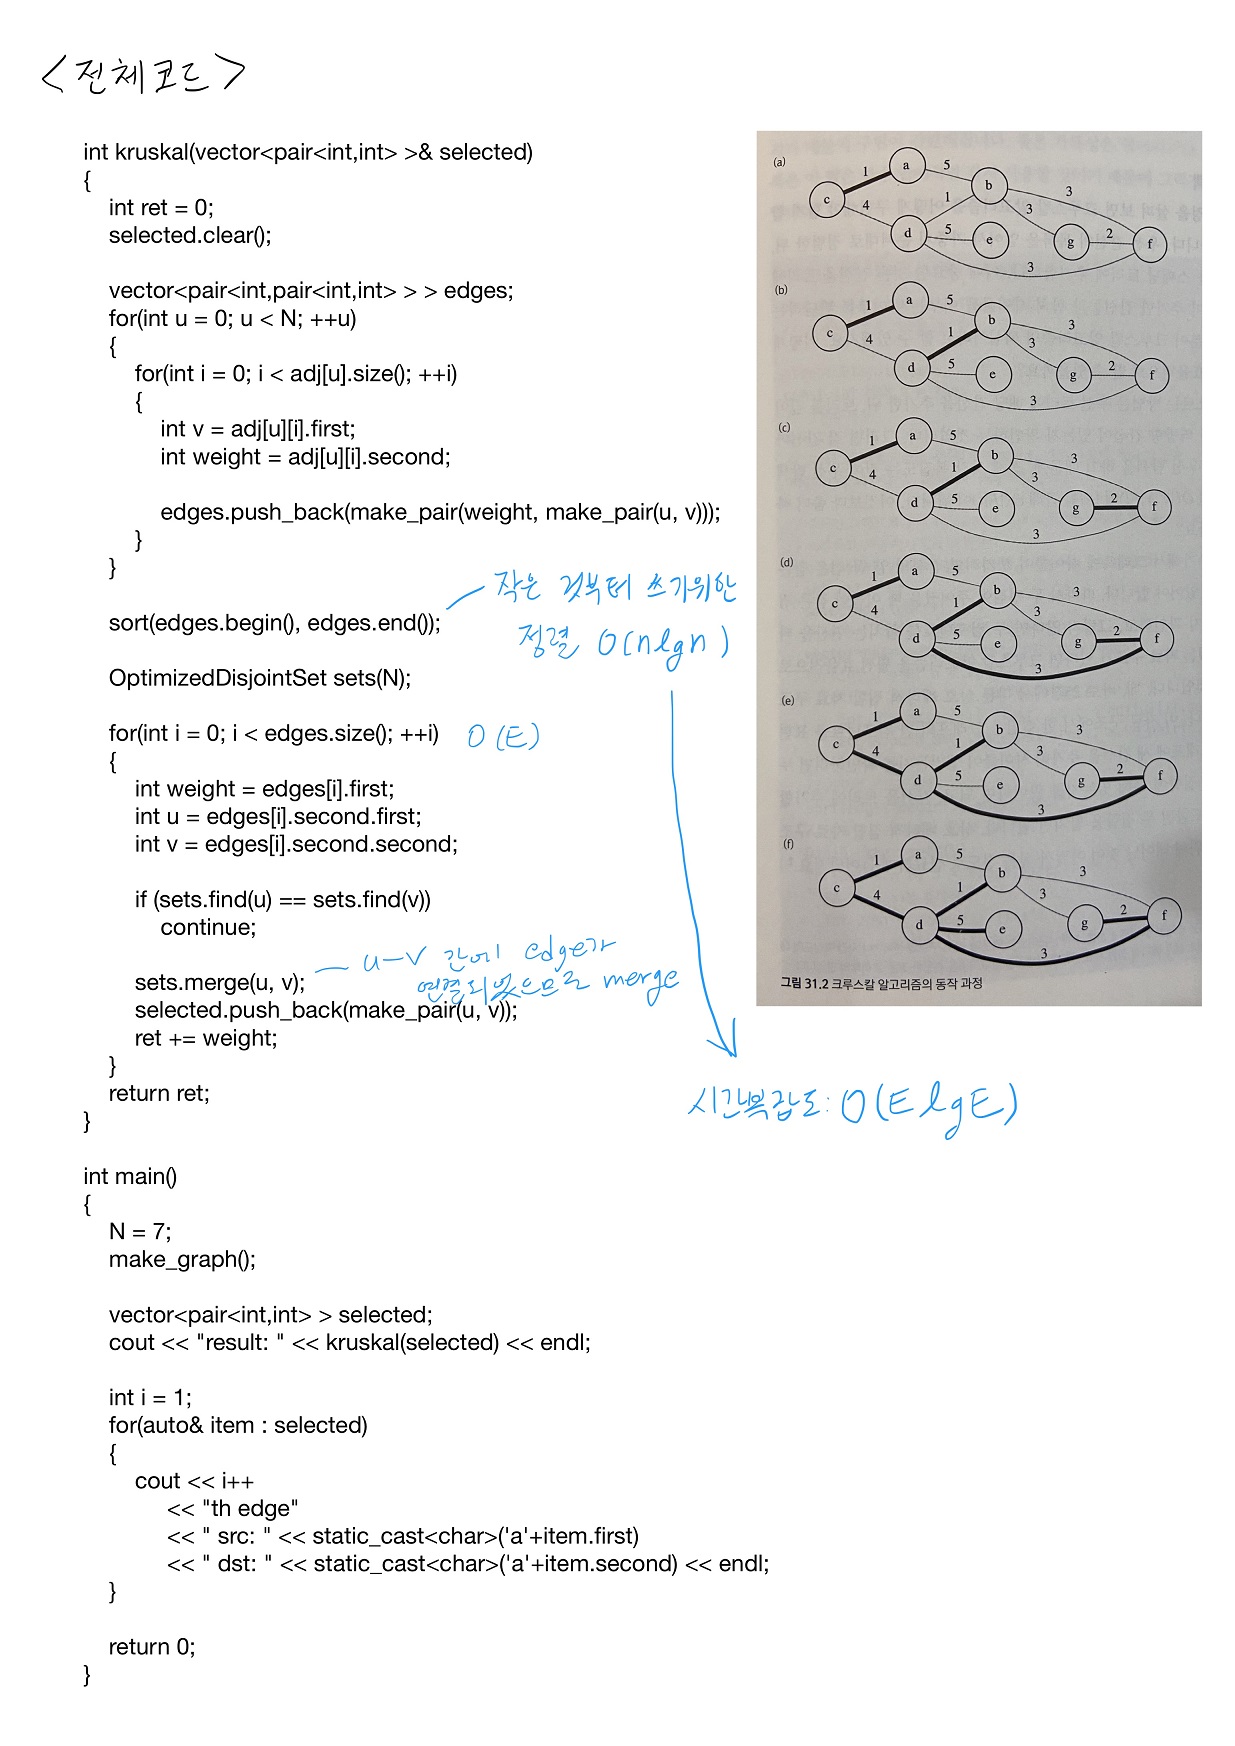 <전체코드>
int kruskal(vector<pair<int,int> >& selected)
{
int ret = 0;
selected.clear();
vector<pair<int,pair<int,int> > > edges;
for(int u = 0; u < N; ++u)
{
for(int i = 0; i < adj[u].size(); ++i)
{
int v = adj[u][i].first;
int weight = adj[u][i].second;
edges.push_back(make_pair(weight, make_pair(u, v)));
}
}
작은 것부터 쓰기위한
sort(edges.begin(), edges.end());
정렬 O(nlgn)
OptimizedDisjointSet sets(N);
for(int i = 0; i < edges.size(); ++i) O(E)
{
int weight = edges[i].first;
int u = edges[i].second.first;
int v = edges[i].second.second;
if (sets.find(u) == sets.find(v))
continue;
u-v 간에 edge가
sets.merge(u, v);
연결되었으므로 merge
selected.push_back(make_pair(u, v));
ret += weight;
}
return ret;
}
시간복잡도: O(ElgE)
int main()
{
N = 7;
make_graph();
vector<pair<int,int> > selected;
cout << "result: " << kruskal(selected) << endl;
int i = 1;
for(auto& item : selected)
{
cout << i++
<< "th edge"
<< " src: " << static_cast<char>('a'+item.first)
<< " dst: " << static_cast<char>('a'+item.second) << endl;
}
return 0;
}
(a)
a 5 b 3
c 1 4 1 3
d 5 e g 2 f
3
(b)
a 5 b 3
c 1 4 1 3
d 5 e g 2 f
3
(c)
a 5 b 3
c 1 4 1 3
d 5 e g 2 f
3
(d)
a 5 b 3
c 1 4 1 3
d 5 e g 2 f
3
(e)
a 5 b 3
c 1 4 1 3
d 5 e g 2 f
3
(f)
a 5 b 3
c 1 4 1 3
d 5 e g 2 f
3
그림 31.2 크루스칼 알고리즘의 동작 과정